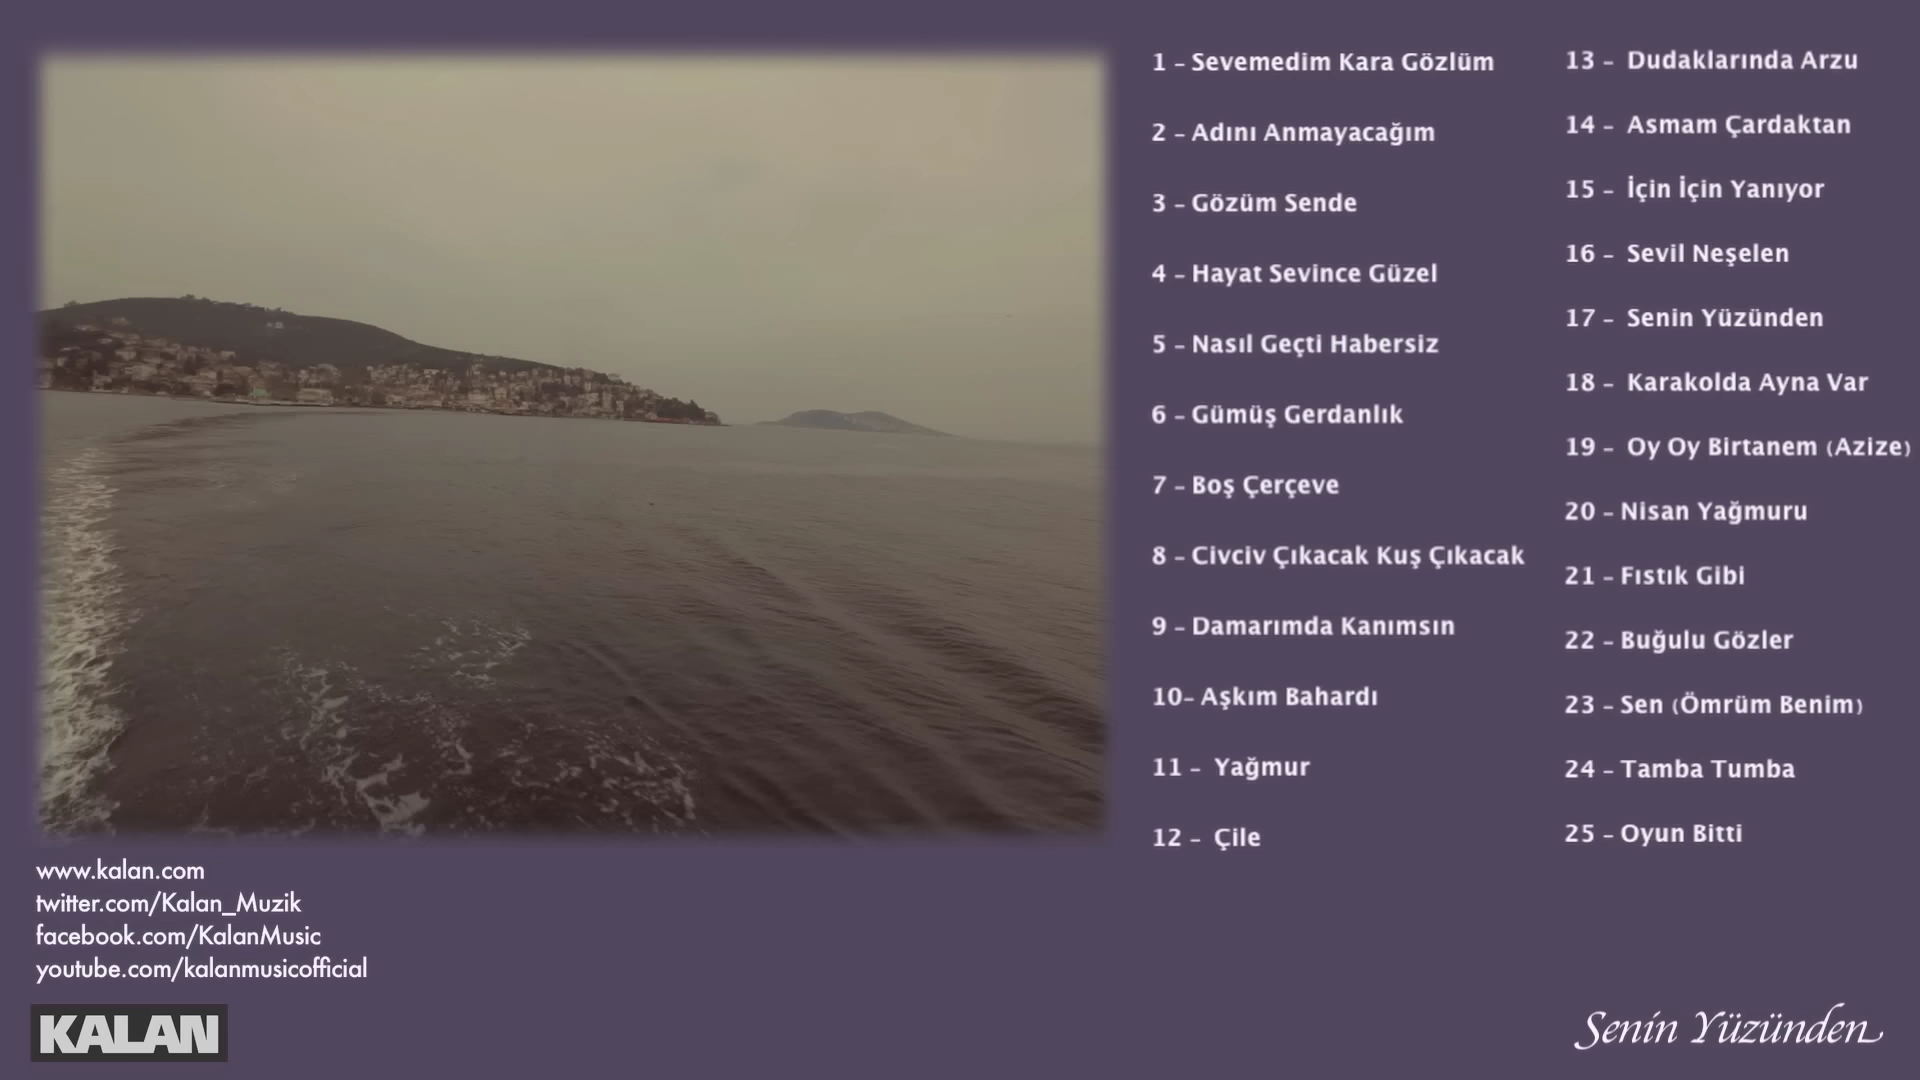 1 – Sevemedim Kara Gözlüm
2 – Adını Anmayacağım
3 – Gözüm Sende
4 – Hayat Sevince Güzel
5 – Nasıl Geçti Habersiz
6 – Gümüş Gerdanlık
7 – Boş Çerçeve
8 – Civciv Çıkacak Kuş Çıkacak
9 – Damarımda Kanımsın
10– Aşkım Bahardı
11 – Yağmur
12 – Çile
13 – Dudaklarında Arzu
14 – Asmam Çardaktan
15 – İçin İçin Yanıyor
16 – Sevil Neşelen
17 – Senin Yüzünden
18 – Karakolda Ayna Var
19 – Oy Oy Birtanem (Azize)
20 – Nisan Yağmuru
21 – Fıstık Gibi
22 – Buğulu Gözler
23 – Sen (Ömrüm Benim)
24 – Tamba Tumba
25 – Oyun Bitti
www.kalan.com
twitter.com/Kalan_Muzik
facebook.com/KalanMusic
youtube.com/kalanmusicofficial
KALAN
Senin Yüzünden